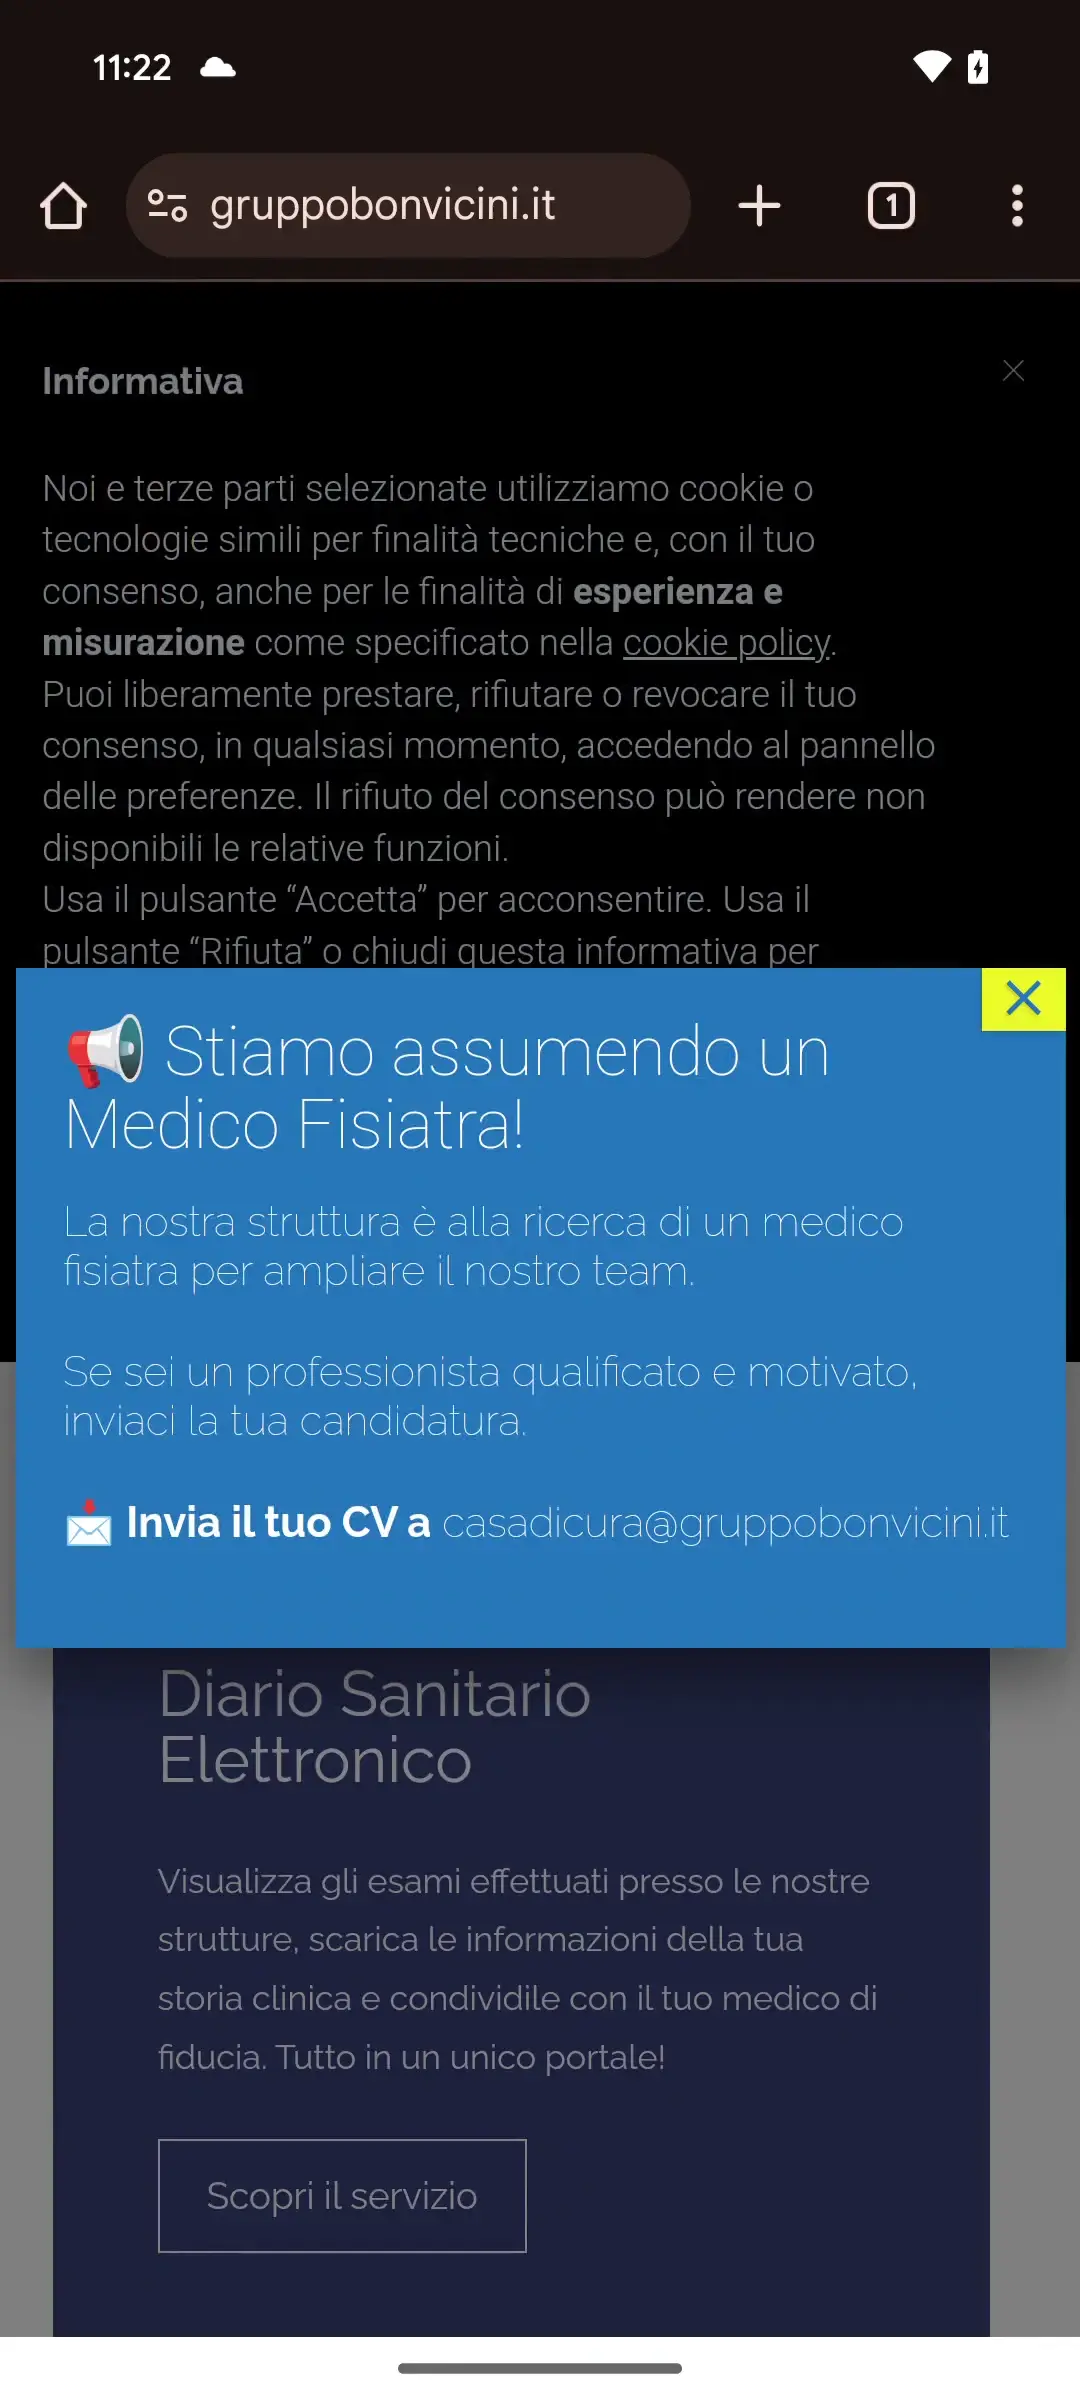 11:22
gruppobonvicini.it
1
Informativa
Noi e terze parti selezionate utilizziamo cookie o
tecnologie simili per finalità tecniche e, con il tuo
consenso, anche per le finalità di esperienza e
misurazione come specificato nella cookie policy.
Puoi liberamente prestare, rifiutare o revocare il tuo
consenso, in qualsiasi momento, accedendo al pannello
delle preferenze. Il rifiuto del consenso può rendere non
disponibili le relative funzioni.
Usa il pulsante “Accetta” per acconsentire. Usa il
pulsante “Rifiuta” o chiudi questa informativa per
📢 Stiamo assumendo un
Medico Fisiatra!
La nostra struttura è alla ricerca di un medico
fisiatra per ampliare il nostro team.
Se sei un professionista qualificato e motivato,
inviaci la tua candidatura.
📩 Invia il tuo CV a casadicura@gruppobonvicini.it
Diario Sanitario
Elettronico
Visualizza gli esami effettuati presso le nostre
strutture, scarica le informazioni della tua
storia clinica e condividile con il tuo medico di
fiducia. Tutto in un unico portale!
Scopri il servizio